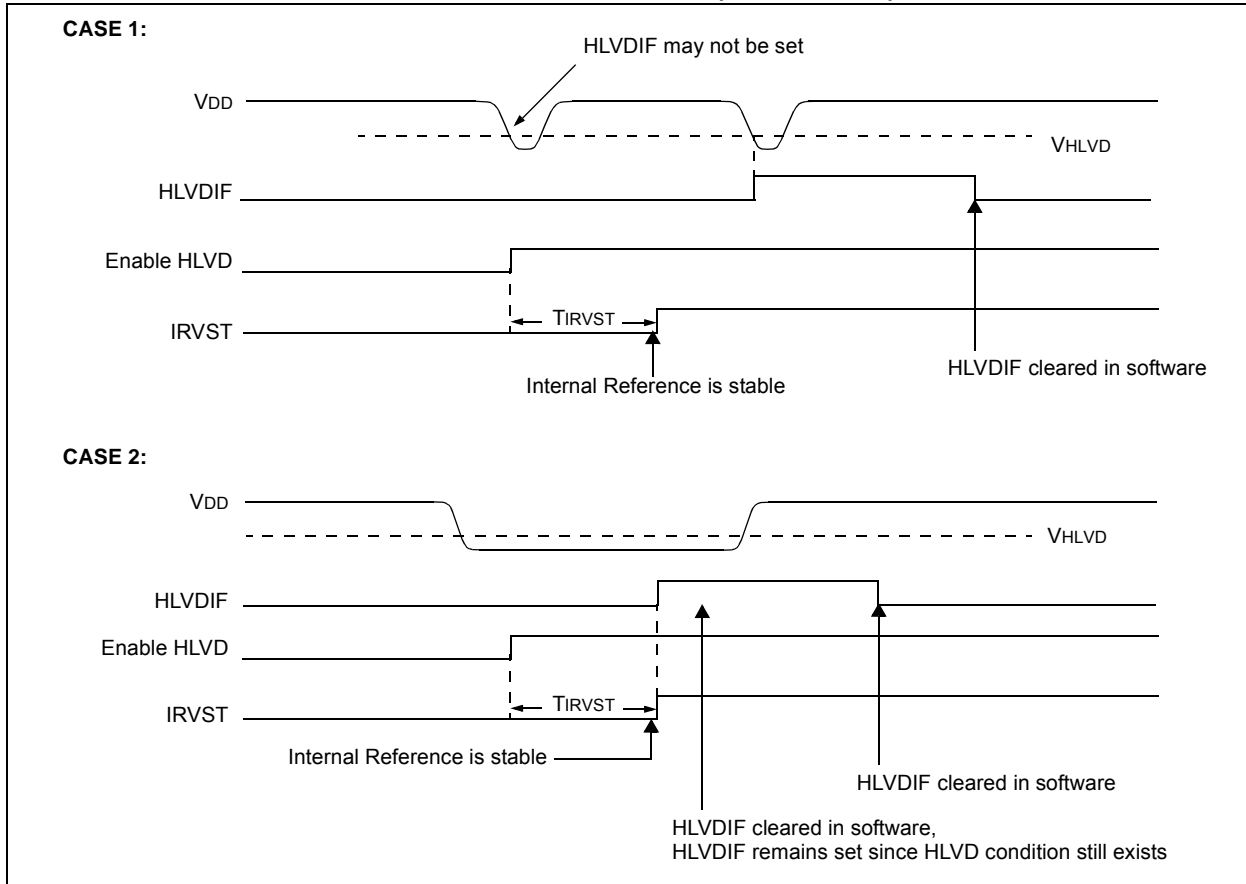 CASE 1:
HLVDIF may not be set
VDD
VHLVD
HLVDIF
Enable HLVD
TIRVST
IRVST
HLVDIF cleared in software
Internal Reference is stable
CASE 2:
VDD
VHLVD
HLVDIF
Enable HLVD
TIRVST
IRVST
Internal Reference is stable
HLVDIF cleared in software
HLVDIF cleared in software,
HLVDIF remains set since HLVD condition still exists